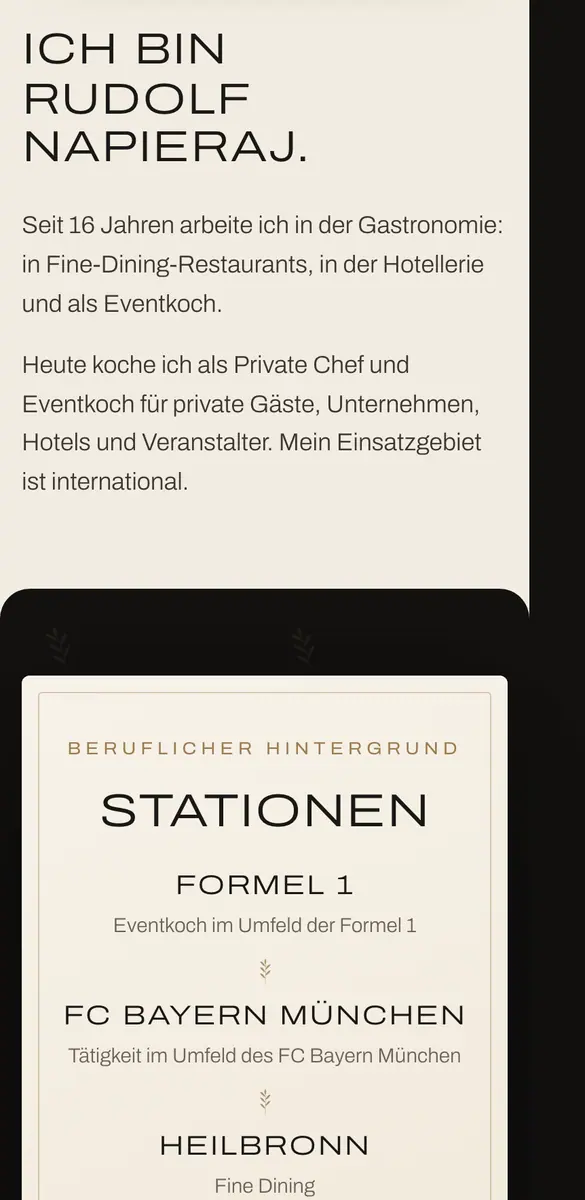 ICH BIN
RUDOLF
NAPIERAJ.
Seit 16 Jahren arbeite ich in der Gastronomie:
in Fine-Dining-Restaurants, in der Hotellerie
und als Eventkoch.
Heute koche ich als Private Chef und
Eventkoch für private Gäste, Unternehmen,
Hotels und Veranstalter. Mein Einsatzgebiet
ist international.
BERUFLICHER HINTERGRUND
STATIONEN
FORMEL 1
Eventkoch im Umfeld der Formel 1
FC BAYERN MÜNCHEN
Tätigkeit im Umfeld des FC Bayern München
HEILBRONN
Fine Dining